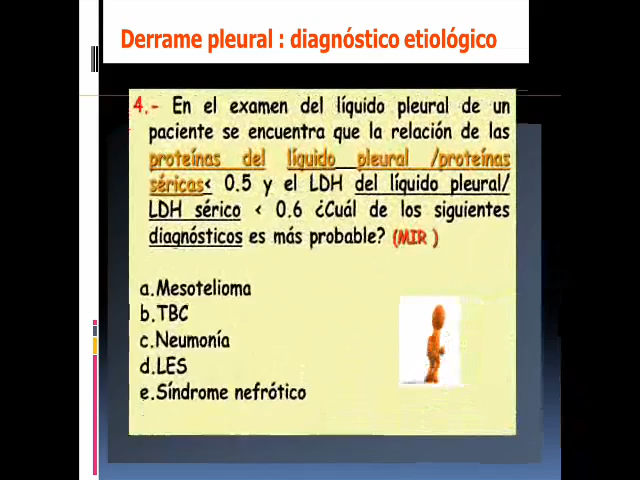 Derrame pleural : diagnóstico etiológico
4.- En el examen del líquido pleural de un
paciente se encuentra que la relación de las
proteínas del líquido pleural /proteínas
séricas< 0.5 y el LDH del líquido pleural/
LDH sérico < 0.6 ¿Cuál de los siguientes
diagnósticos es más probable? (MIR )
a.Mesotelioma
b.TBC
c.Neumonía
d.LES
e.Síndrome nefrótico